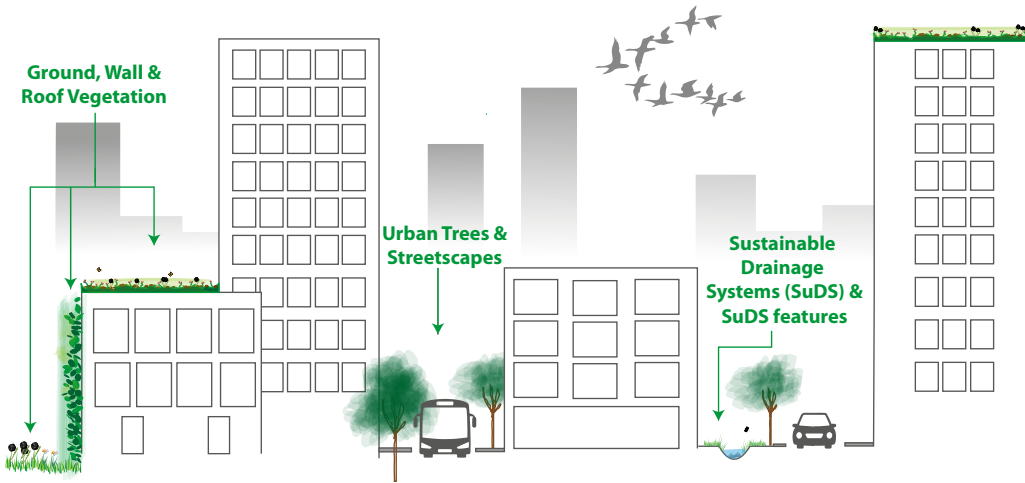 Ground, Wall &
Roof Vegetation
Urban Trees &
Streetscapes
Sustainable
Drainage
Systems (SuDS) &
SuDS features